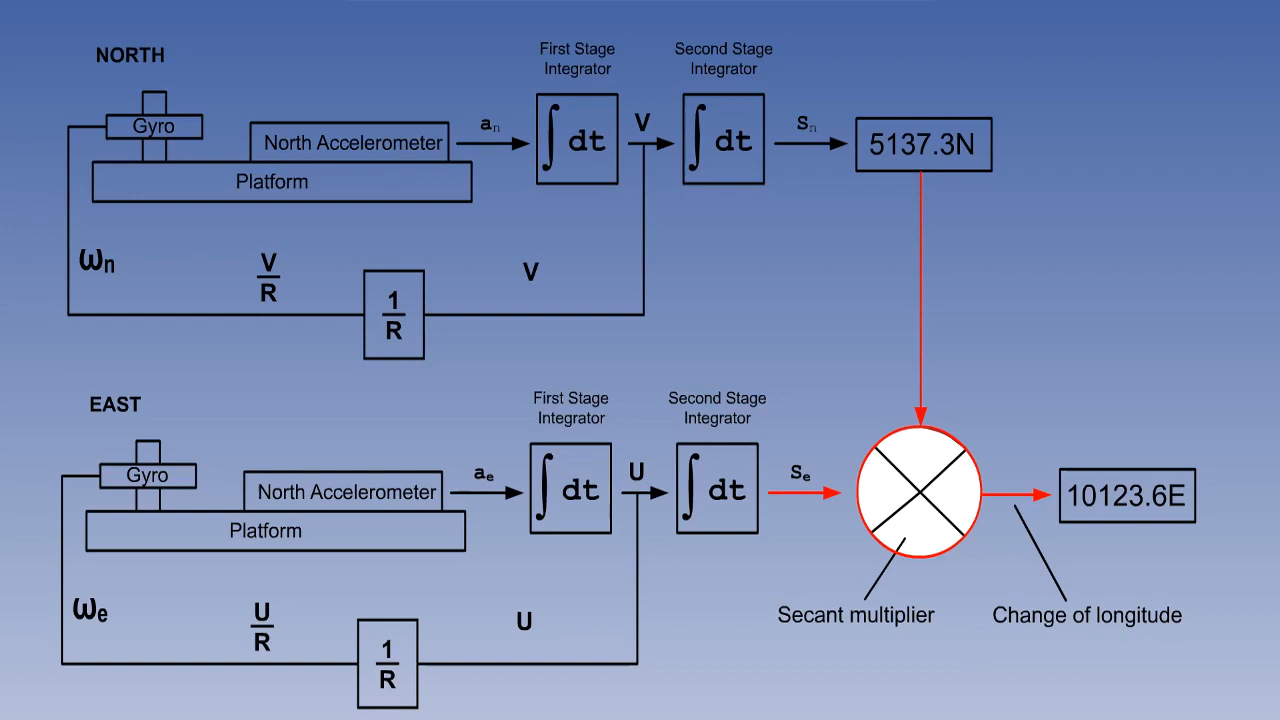 NORTH
First Stage
Integrator
Second Stage
Integrator
Gyro
North Accelerometer
Platform
an
∫ dt
V
∫ dt
Sn
5137.3N
ωn
V
R
1
R
V
EAST
First Stage
Integrator
Second Stage
Integrator
Gyro
North Accelerometer
Platform
ae
∫ dt
U
∫ dt
Se
10123.6E
Secant multiplier
Change of longitude
ωe
U
R
1
R
U